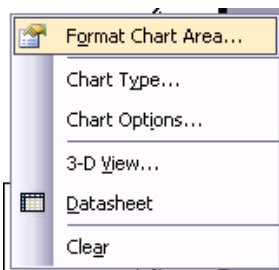 Format Chart Area...
Chart Type...
Chart Options...
3-D View...
Datasheet
Clear